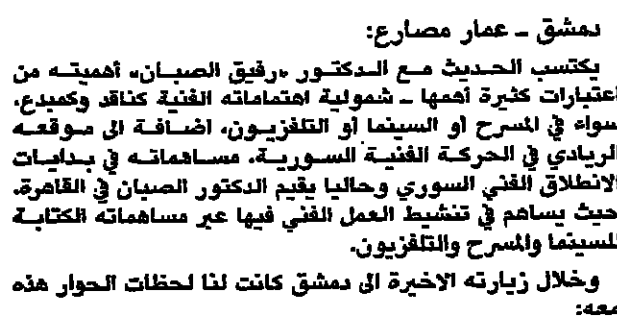 دمشق ـ عمار مصارع:
يكتسب الحديث مع الدكتور «رفيق الصبان» أهميته من
اعتبارات كثيرة أهمها ـ شمولية اهتماماته الفنية كناقد وكمبدع.
سواء في المسرح أو السينما أو التلفزيون، اضافة الى موقعه
الريادي في الحركة الفنية السورية، مساهماته في بدايات
الانطلاق الفني السوري وحاليا يقيم الدكتور الصبان في القاهرة.
حيث يساهم في تنشيط العمل الفني فيها عبر مساهماته الكتابة
للسينما والمسرح والتلفزيون.
وخلال زيارته الاخيرة الى دمشق كانت لنا لحظات الحوار هذه
معه: